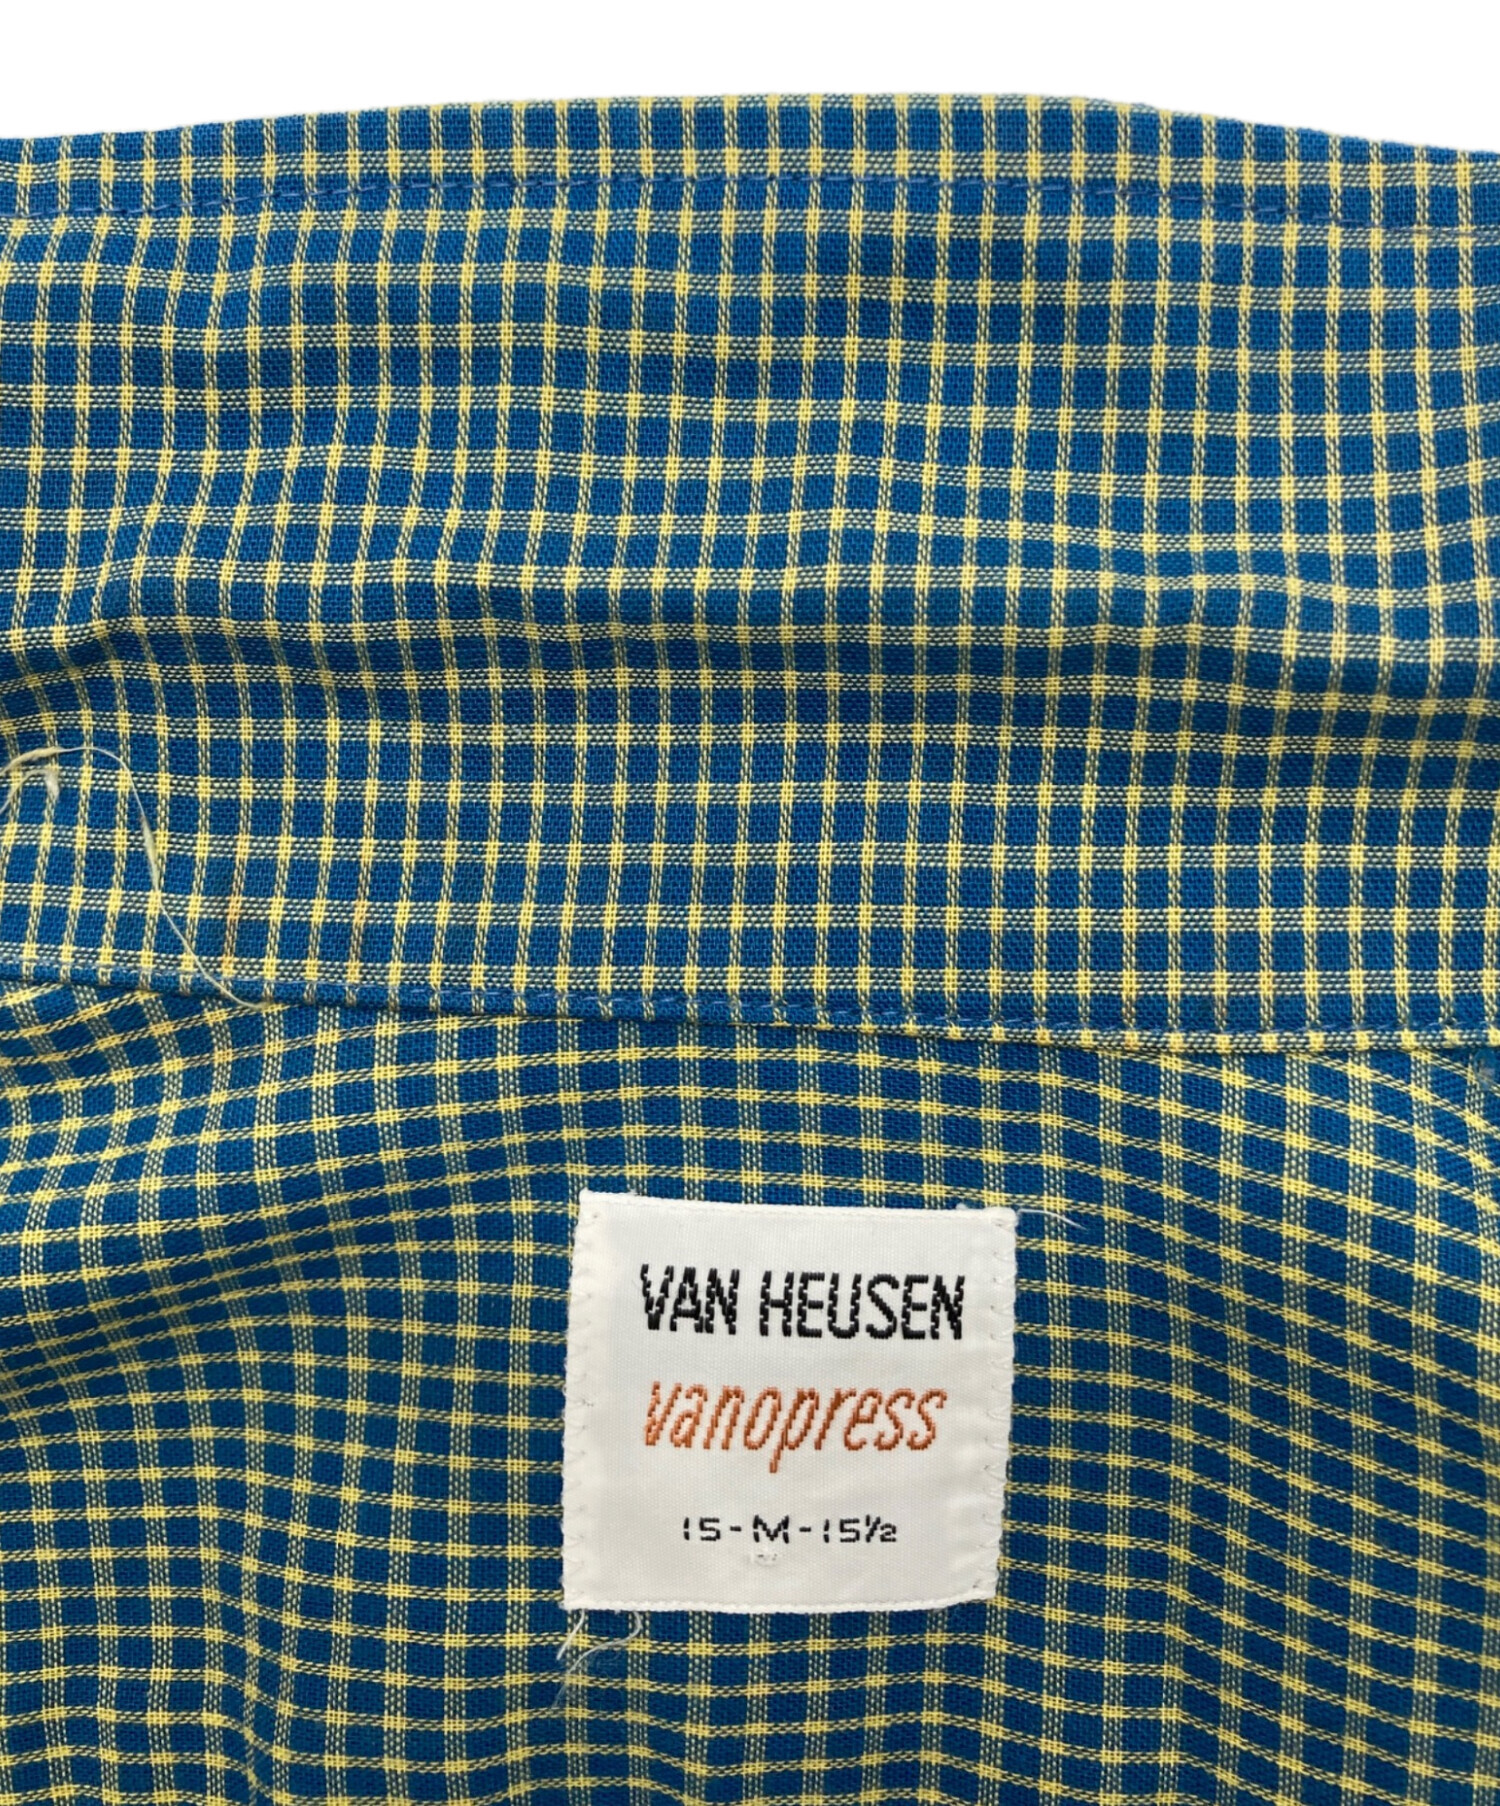 VAN HEUSEN
vanopress
15-M-15½